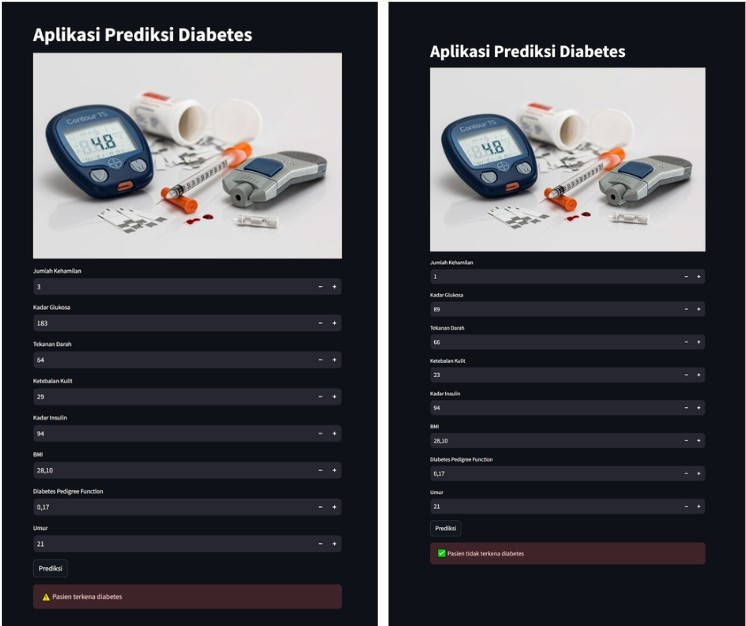 Aplikasi Prediksi Diabetes
Contour TS
4.8
Jumlah Kehamilan
3
Kadar Glukosa
183
Tekanan Darah
64
Ketebalan Kulit
29
Kadar Insulin
94
BMI
28,10
Diabetes Pedigree Function
0,17
Umur
21
Prediksi
Pasien terkena diabetes
Aplikasi Prediksi Diabetes
Contour TS
4.8
Jumlah Kehamilan
1
Kadar Glukosa
89
Tekanan Darah
66
Ketebalan Kulit
23
Kadar Insulin
94
BMI
28,10
Diabetes Pedigree Function
0,17
Umur
21
Prediksi
Pasien tidak terkena diabetes